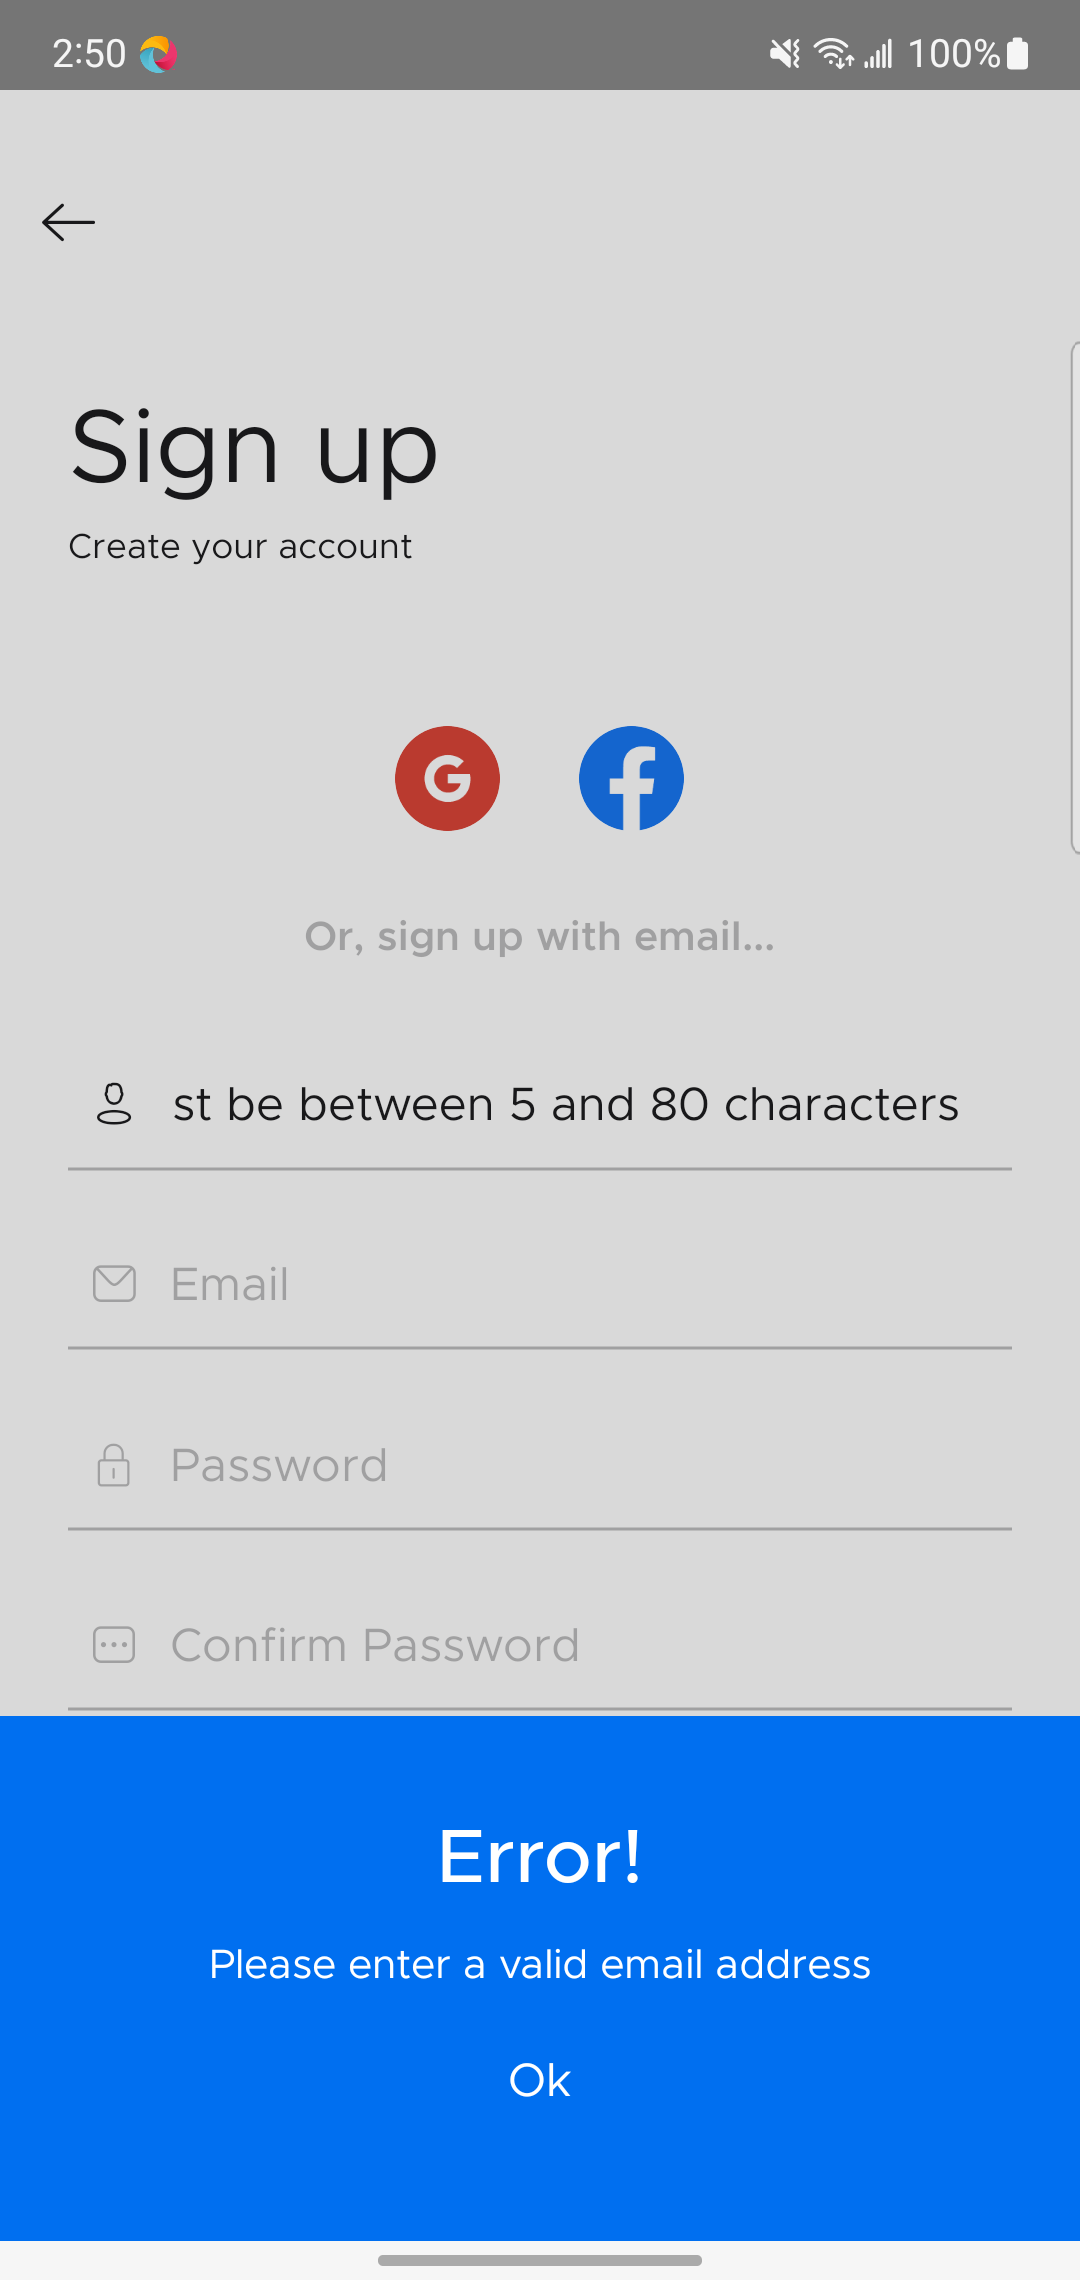 2:50 100%
Sign up
Create your account
Or, sign up with email...
st be between 5 and 80 characters
Email
Password
Confirm Password
Error!
Please enter a valid email address
Ok